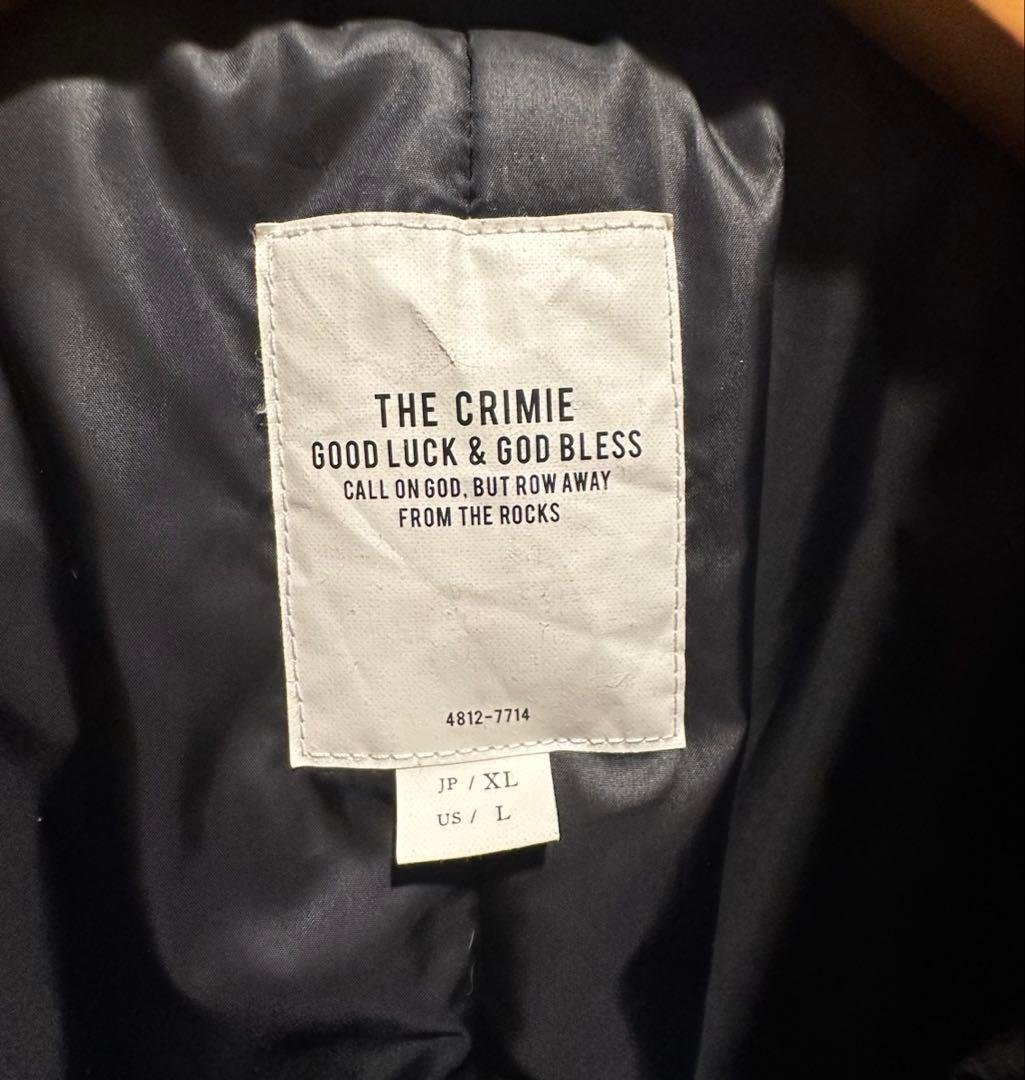 THE CRIMIE
GOOD LUCK & GOD BLESS
CALL ON GOD, BUT ROW AWAY
FROM THE ROCKS
4812-7714
JP / XL
US / L